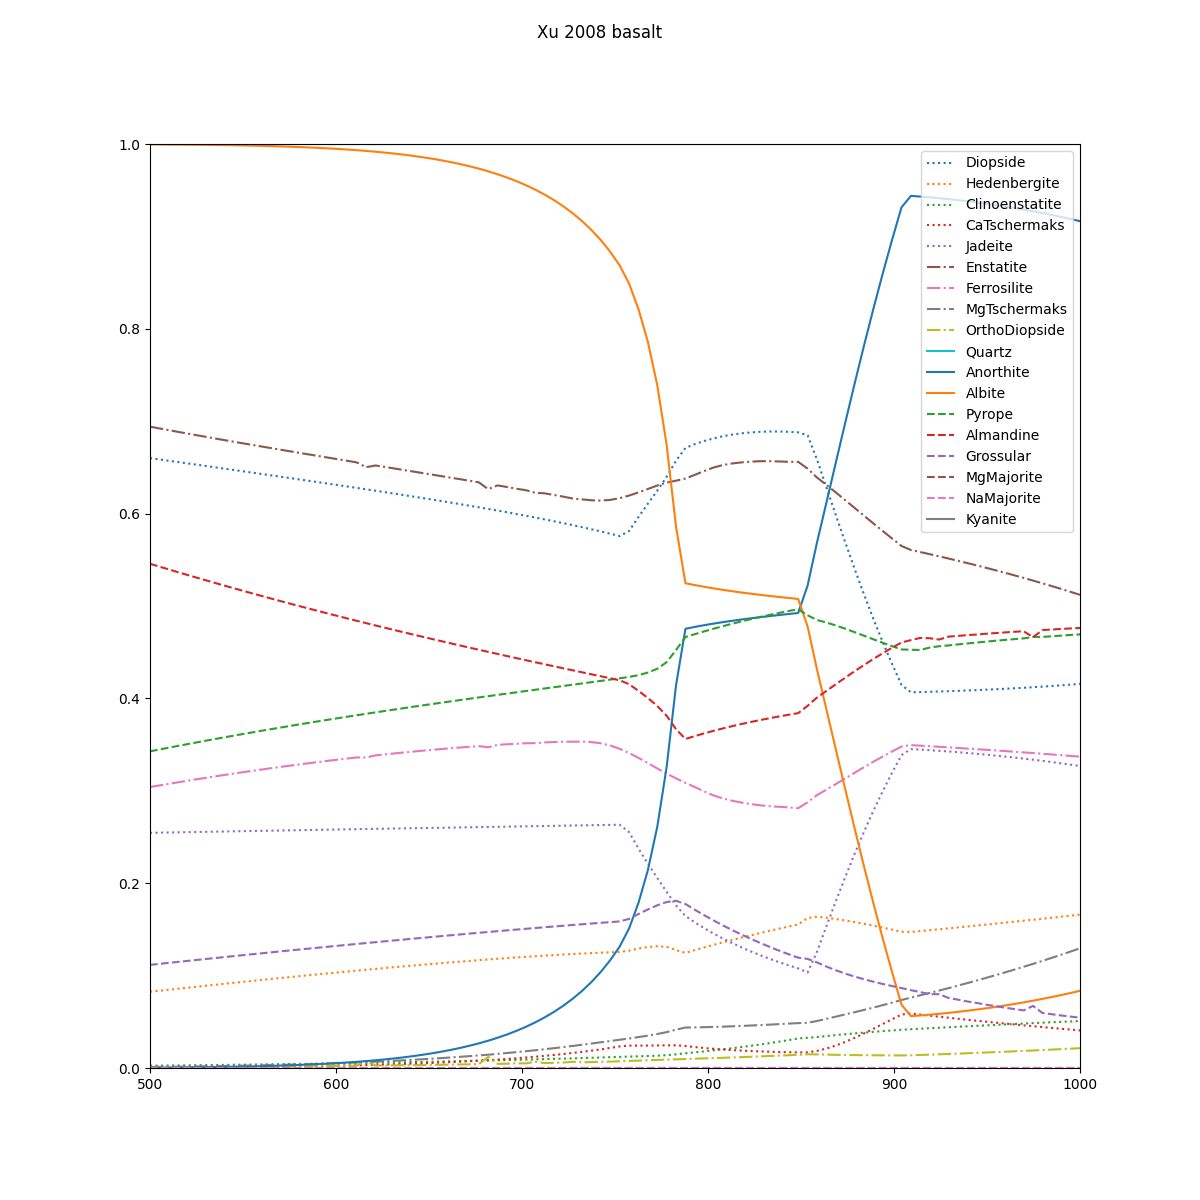 Xu 2008 basalt
1.0
0.8
0.6
0.4
0.2
0.0
500
600
700
800
900
1000
Diopside
Hedenbergite
Clinoenstatite
CaTschermaks
Jadeite
Enstatite
Ferrosilite
MgTschermaks
OrthoDiopside
Quartz
Anorthite
Albite
Pyrope
Almandine
Grossular
MgMajorite
NaMajorite
Kyanite